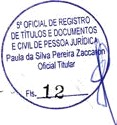 5º OFICIAL DE REGISTRO
DE TÍTULOS E DOCUMENTOS
E CIVIL DE PESSOA JURÍDICA
Paula da Silva Pereira Zaccaron
Oficial Titular
Fls. 12